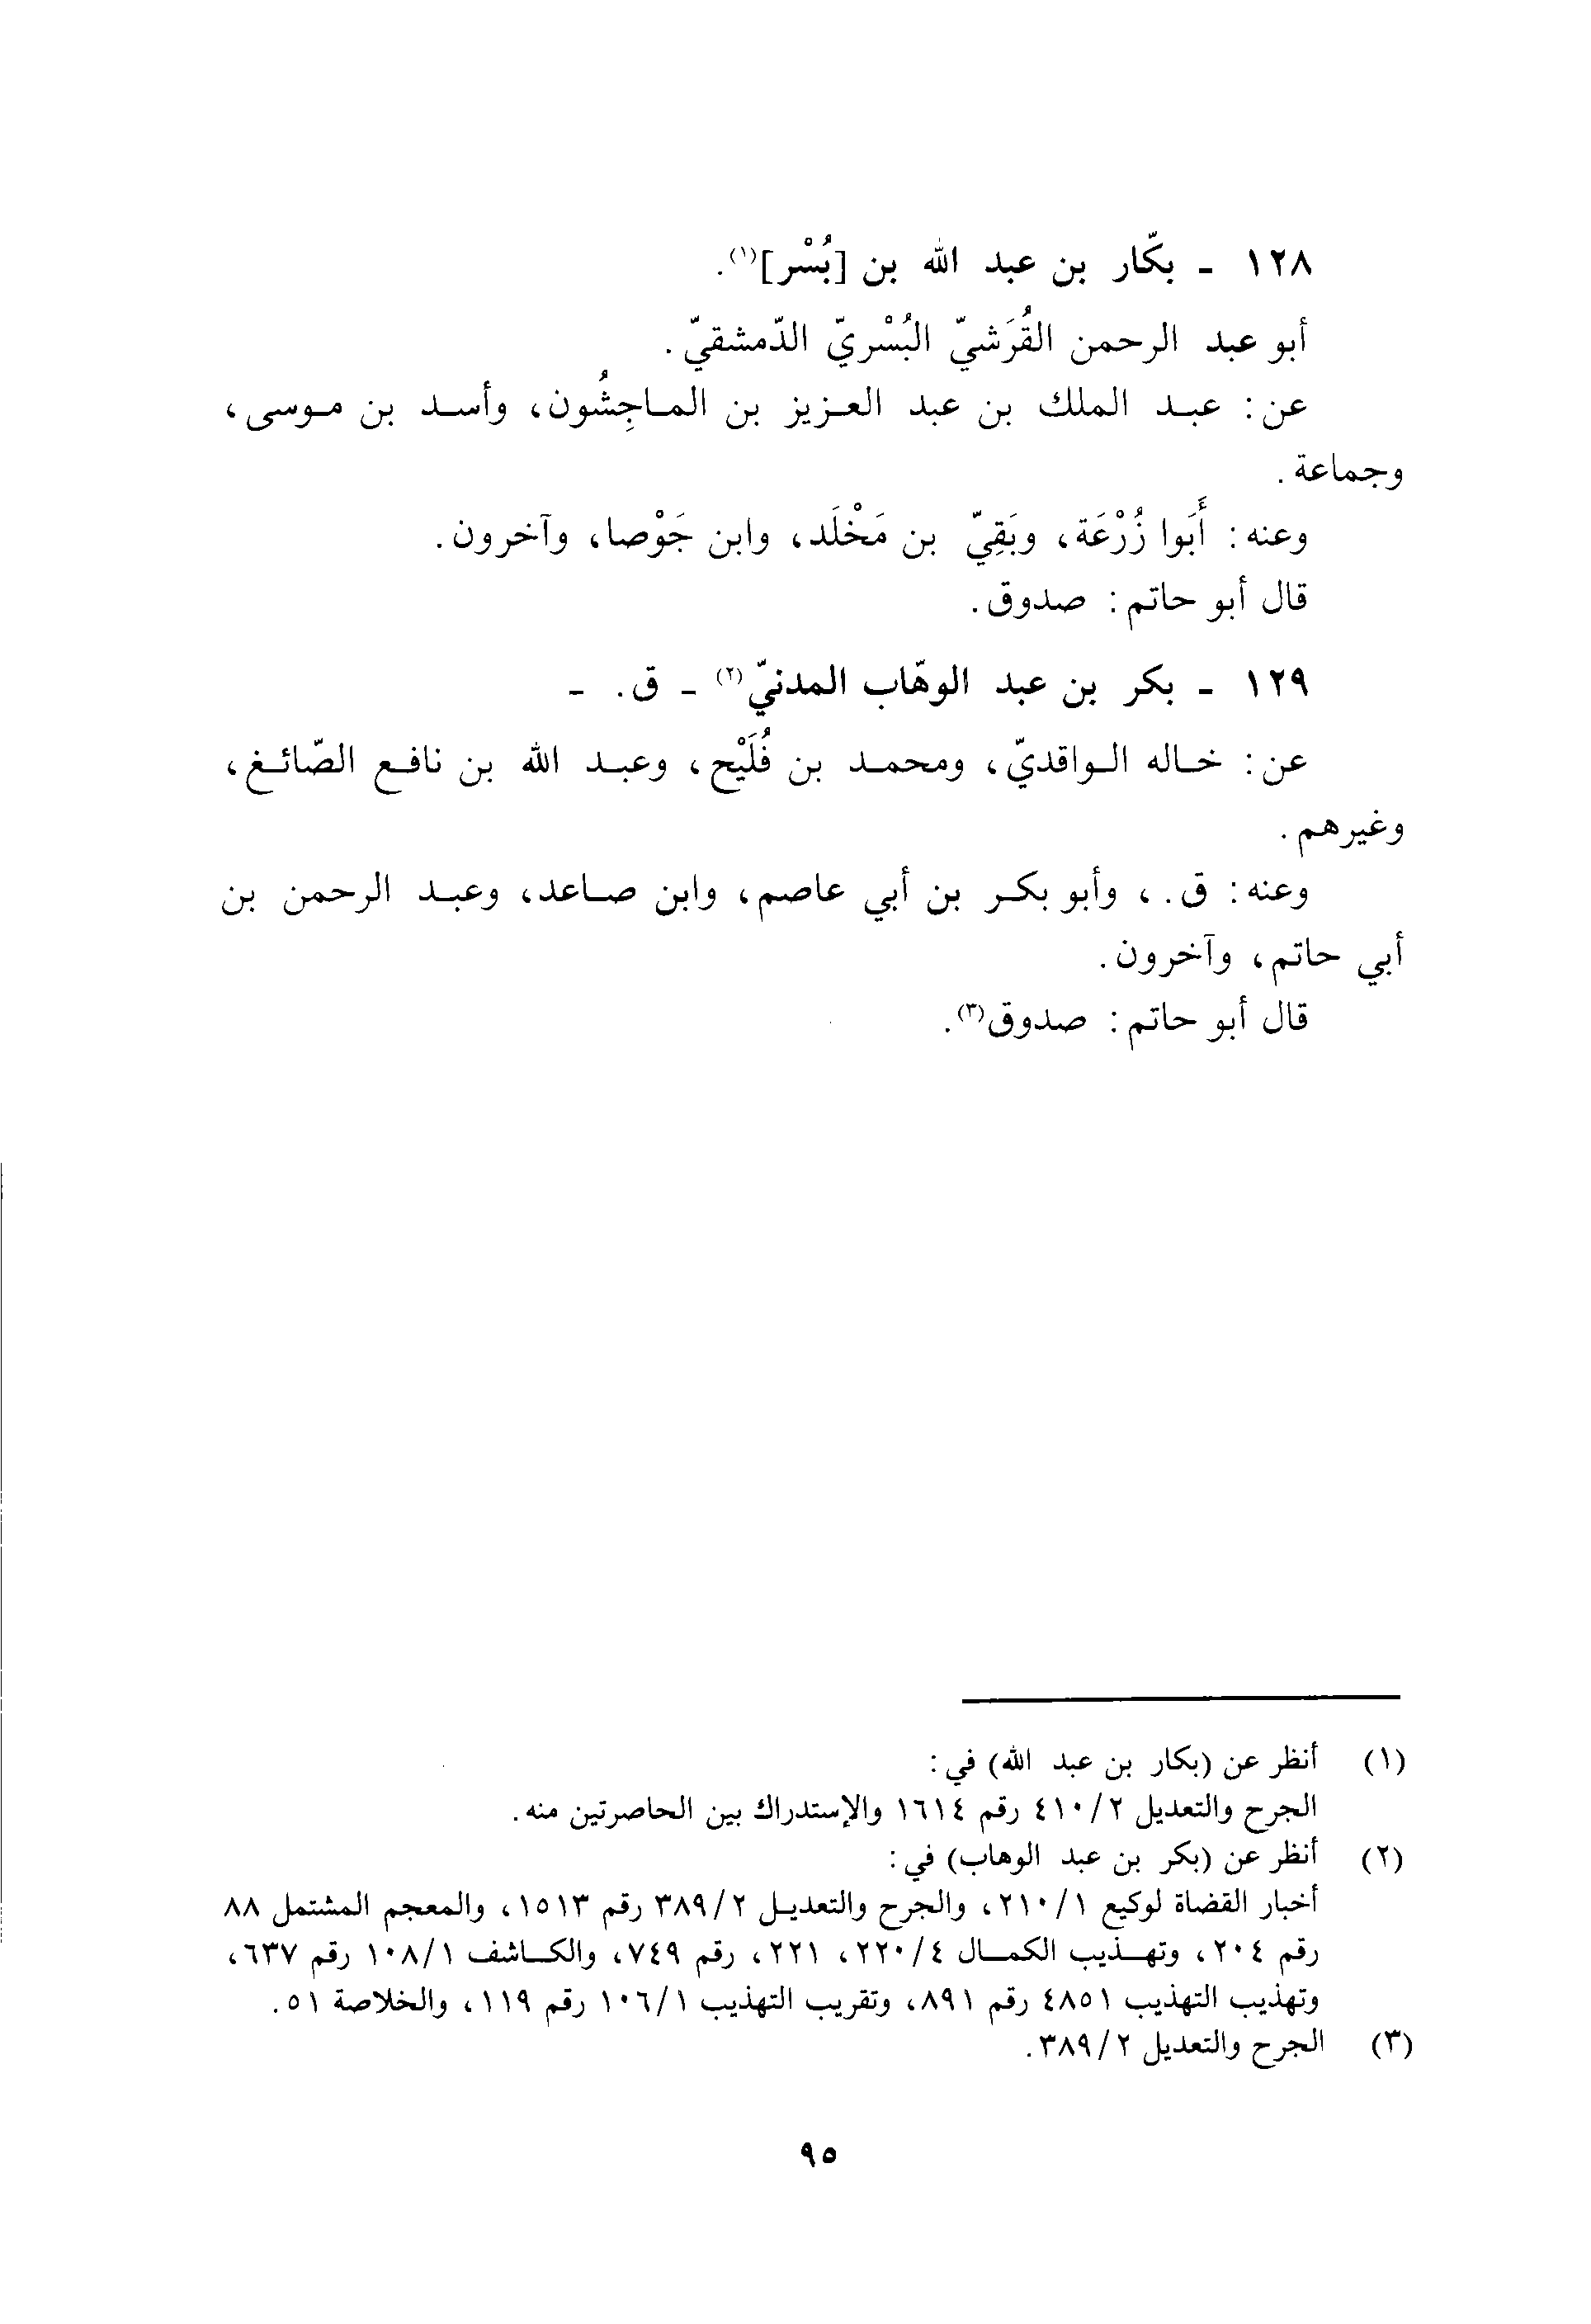 ١٢٨ - بكّار بن عبد الله بن [بُسْر]⁽¹⁾.
أبو عبد الرحمن القُرَشيّ البُسْريّ الدّمشقيّ.
عن: عبد الملك بن عبد العزيز بن الماجِشُون، وأسد بن موسى،
وجماعة.
وعنه: أَبَوا زُرْعَة، وبَقِيّ بن مَخْلَد، وابن جَوْصا، وآخرون.
قال أبو حاتم: صدوق.
١٢٩ - بكر بن عبد الوهّاب المدنيّ⁽²⁾ - ق. -
عن: خاله الواقديّ، ومحمد بن فُلَيْح، وعبد الله بن نافع الصّائغ،
وغيرهم.
وعنه: ق.، وأبو بكر بن أبي عاصم، وابن صاعد، وعبد الرحمن بن
أبي حاتم، وآخرون.
قال أبو حاتم: صدوق⁽³⁾.
(١) أنظر عن (بكار بن عبد الله) في:
الجرح والتعديل ٢/٤١٠ رقم ١٦١٤ والإستدراك بين الحاصرتين منه.
(٢) أنظر عن (بكر بن عبد الوهاب) في:
أخبار القضاة لوكيع ١/٢١٠، والجرح والتعديل ٢/٣٨٩ رقم ١٥١٣، والمعجم المشتمل ٨٨
رقم ٢٠٤، وتهذيب الكمال ٤/٢٢٠، ٢٢١، رقم ٧٤٩، والكاشف ١/١٠٨ رقم ٦٣٧،
وتهذيب التهذيب ٤٨٥١ رقم ٨٩١، وتقريب التهذيب ١/١٠٦ رقم ١١٩، والخلاصة ٥١.
(٣) الجرح والتعديل ٢/٣٨٩.
٩٥